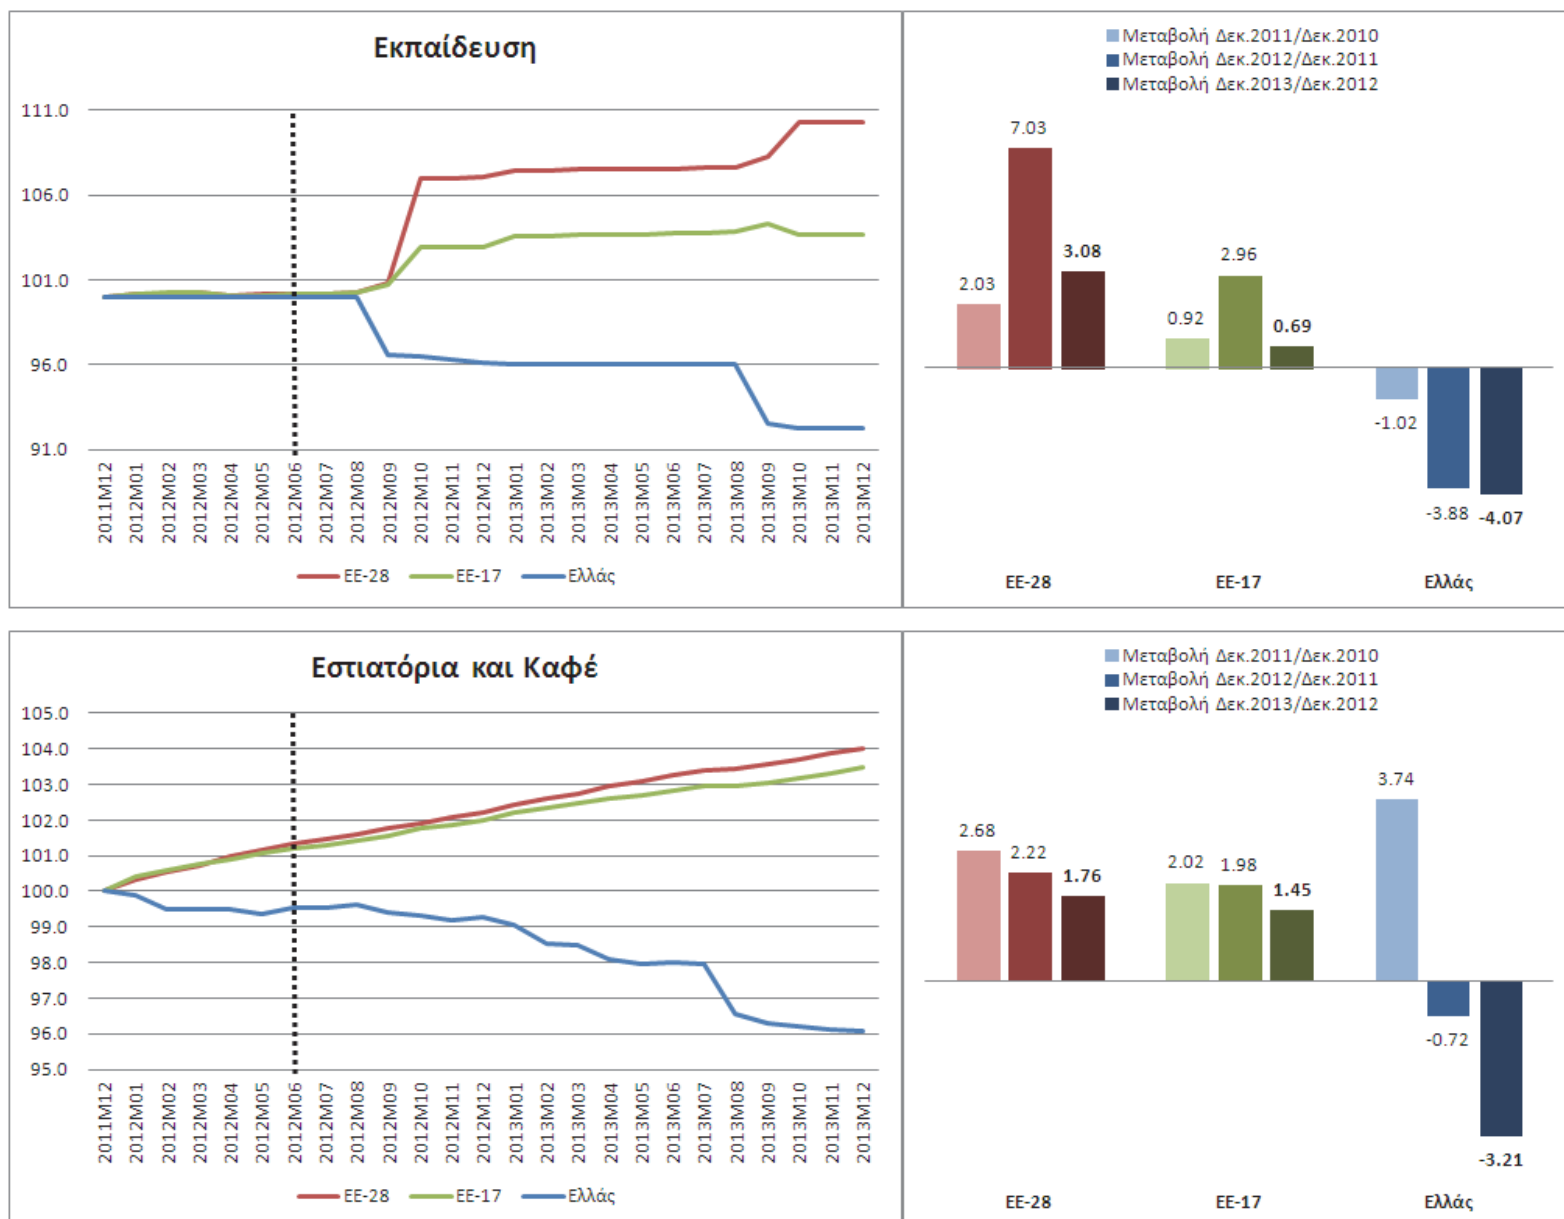 Εκπαίδευση
111.0
106.0
101.0
96.0
91.0
2011M12
2012M01
2012M02
2012M03
2012M04
2012M05
2012M06
2012M07
2012M08
2012M09
2012M10
2012M11
2012M12
2013M01
2013M02
2013M03
2013M04
2013M05
2013M06
2013M07
2013M08
2013M09
2013M10
2013M11
2013M12
ΕΕ-28 ΕΕ-17 Ελλάς
Μεταβολή Δεκ.2011/Δεκ.2010
Μεταβολή Δεκ.2012/Δεκ.2011
Μεταβολή Δεκ.2013/Δεκ.2012
2.03
7.03
3.08
0.92
2.96
0.69
-1.02
-3.88
-4.07
ΕΕ-28 ΕΕ-17 Ελλάς
Εστιατόρια και Καφέ
105.0
104.0
103.0
102.0
101.0
100.0
99.0
98.0
97.0
96.0
95.0
2011M12
2012M01
2012M02
2012M03
2012M04
2012M05
2012M06
2012M07
2012M08
2012M09
2012M10
2012M11
2012M12
2013M01
2013M02
2013M03
2013M04
2013M05
2013M06
2013M07
2013M08
2013M09
2013M10
2013M11
2013M12
ΕΕ-28 ΕΕ-17 Ελλάς
Μεταβολή Δεκ.2011/Δεκ.2010
Μεταβολή Δεκ.2012/Δεκ.2011
Μεταβολή Δεκ.2013/Δεκ.2012
2.68
2.22
1.76
2.02
1.98
1.45
3.74
-0.72
-3.21
ΕΕ-28 ΕΕ-17 Ελλάς